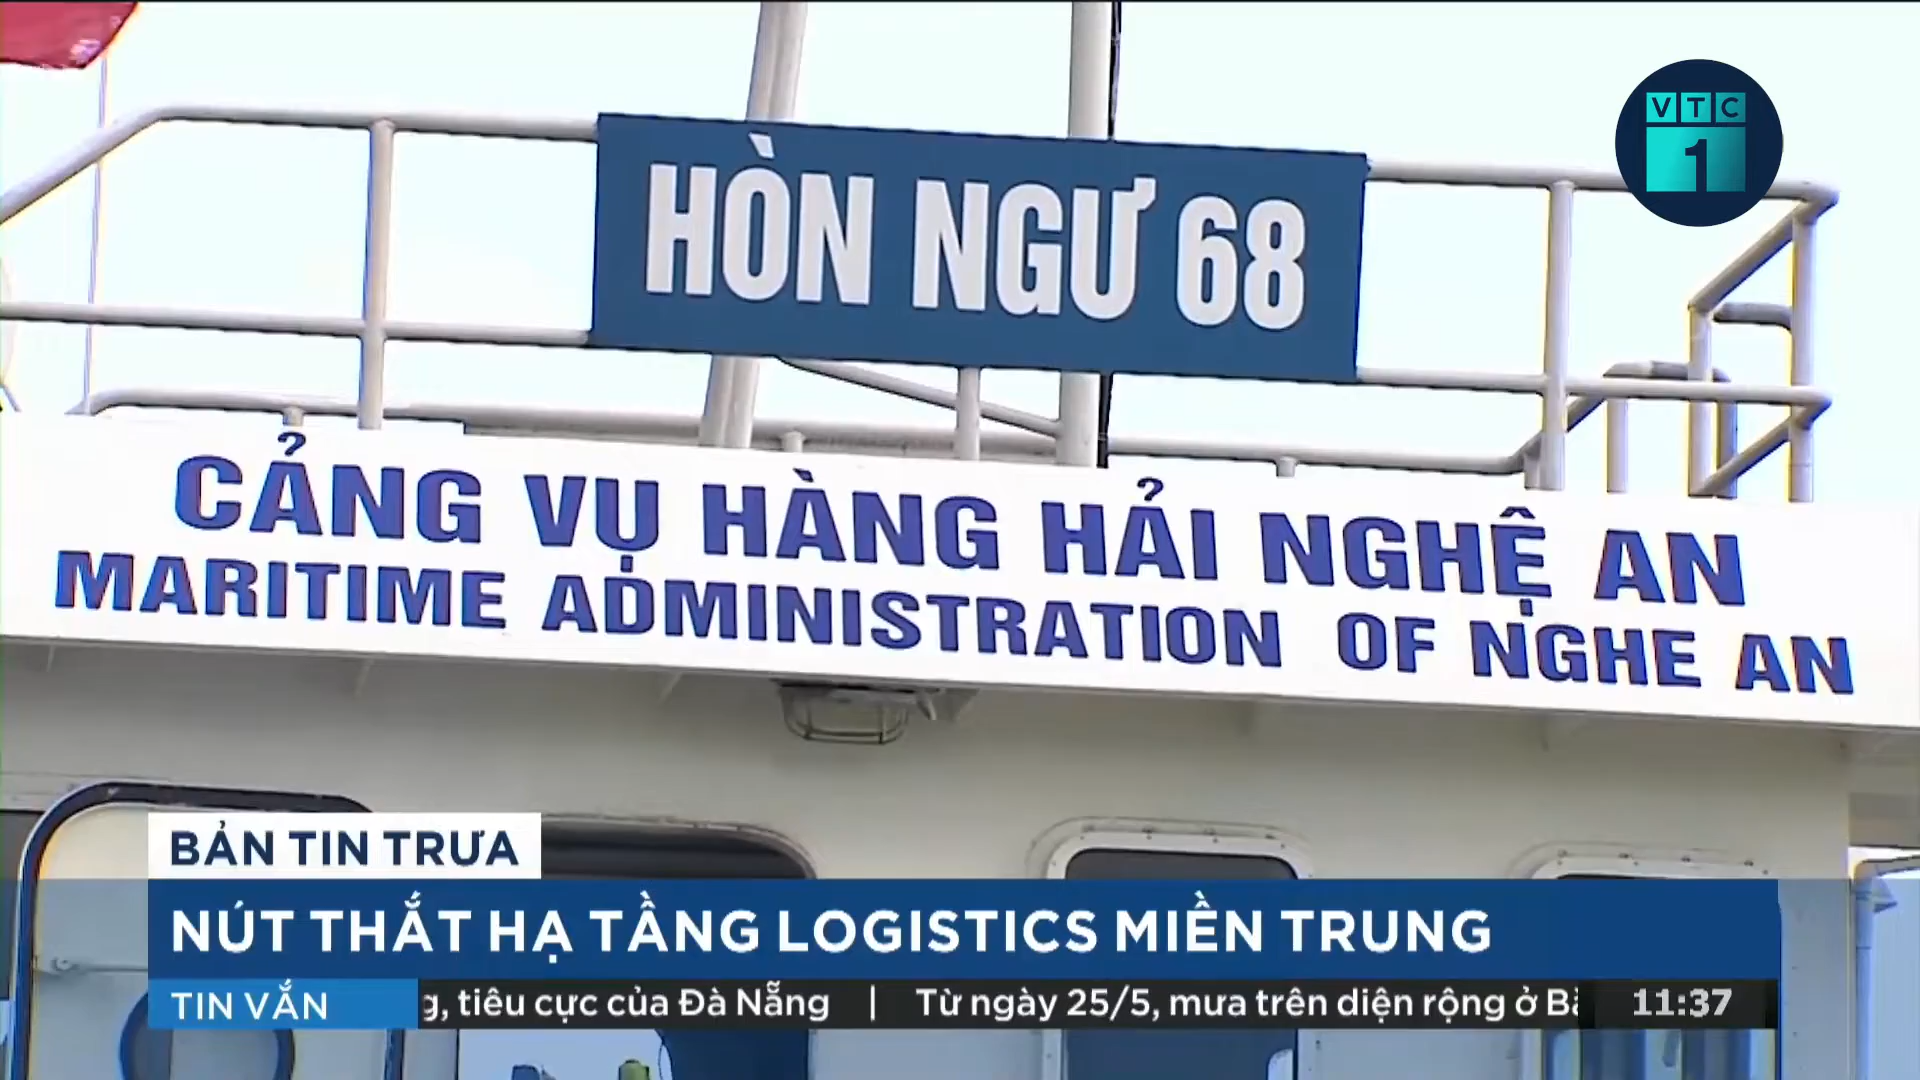 VTC
1
HÒN NGƯ 68
CẢNG VỤ HÀNG HẢI NGHỆ AN
MARITIME ADMINISTRATION OF NGHE AN
BẢN TIN TRƯA
NÚT THẮT HẠ TẦNG LOGISTICS MIỀN TRUNG
TIN VẮN
, tiêu cực của Đà Nẵng | Từ ngày 25/5, mưa trên diện rộng ở
11:37